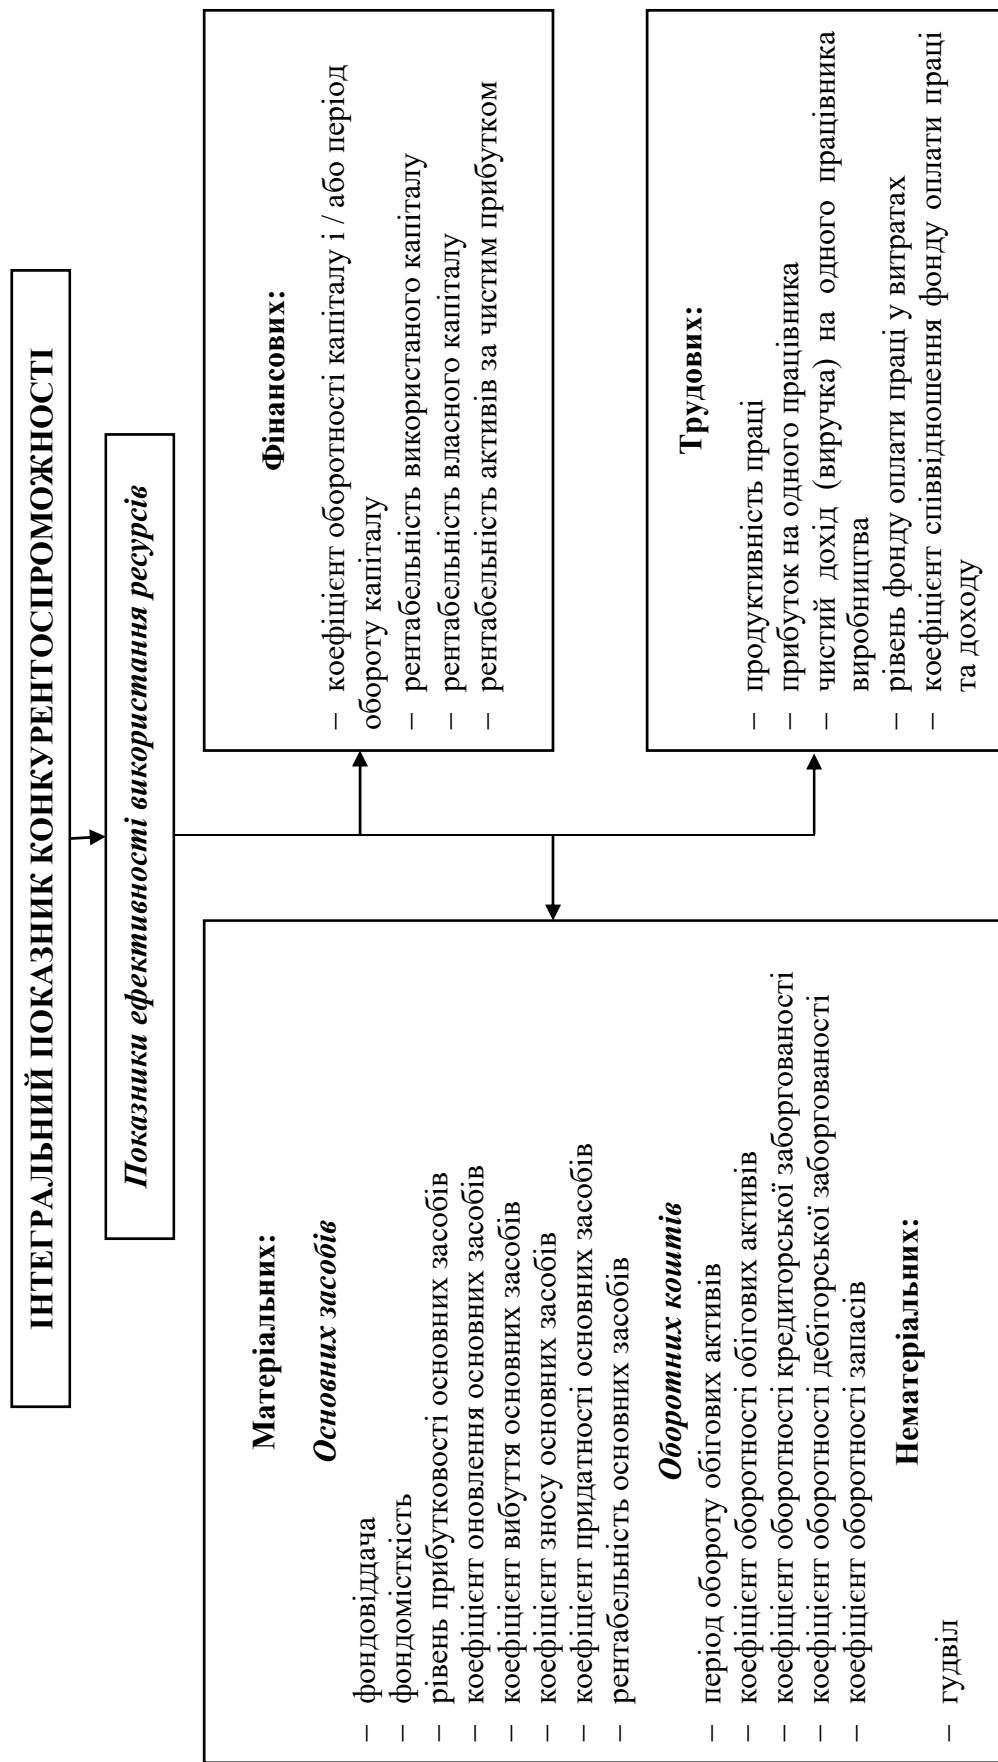 ІНТЕГРАЛЬНИЙ ПОКАЗНИК КОНКУРЕНТОСПРОМОЖНОСТІ
Показники ефективності використання ресурсів
Матеріальних:
Основних засобів
– фондовіддача
– фондомісткість
– рівень прибутковості основних засобів
– коефіцієнт оновлення основних засобів
– коефіцієнт вибуття основних засобів
– коефіцієнт зносу основних засобів
– коефіцієнт придатності основних засобів
– рентабельність основних засобів
Оборотних коштів
– період обороту обігових активів
– коефіцієнт оборотності обігових активів
– коефіцієнт оборотності кредиторської заборгованості
– коефіцієнт оборотності дебіторської заборгованості
– коефіцієнт оборотності запасів
Нематеріальних:
– гудвіл
Фінансових:
– коефіцієнт оборотності капіталу і / або період
обороту капіталу
– рентабельність використаного капіталу
– рентабельність власного капіталу
– рентабельність активів за чистим прибутком
Трудових:
– продуктивність праці
– прибуток на одного працівника
– чистий дохід (виручка) на одного працівника
виробництва
– рівень фонду оплати праці у витратах
– коефіцієнт співвідношення фонду оплати праці
та доходу